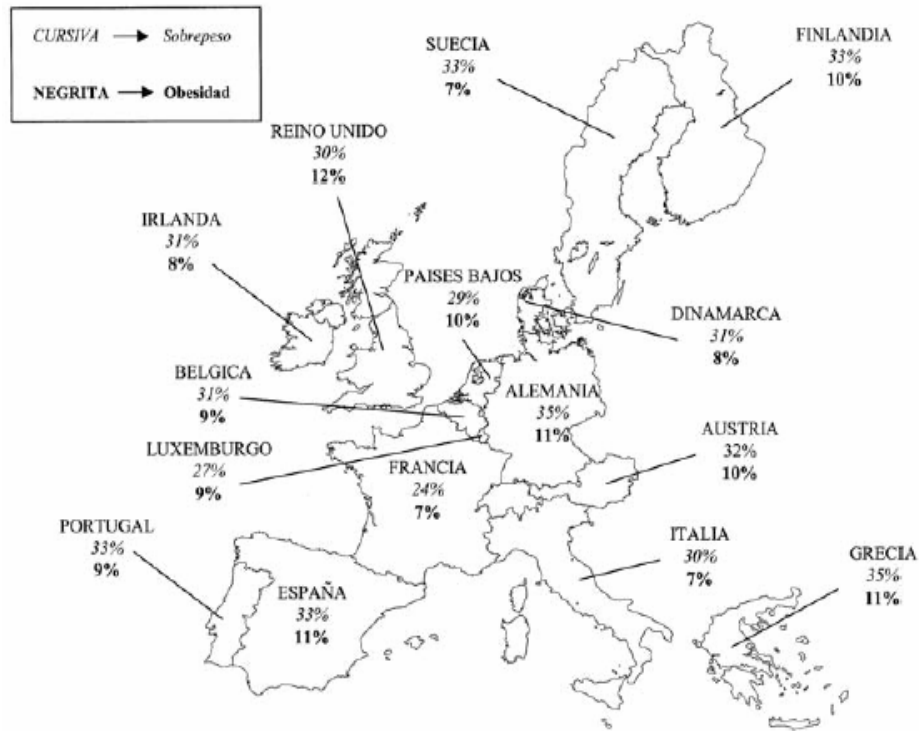 CURSIVA → Sobrepeso
NEGRITA → Obesidad
SUECIA
33%
7%
FINLANDIA
33%
10%
REINO UNIDO
30%
12%
IRLANDA
31%
8%
PAISES BAJOS
29%
10%
DINAMARCA
31%
8%
BELGICA
31%
9%
ALEMANIA
35%
11%
AUSTRIA
32%
10%
LUXEMBURGO
27%
9%
FRANCIA
24%
7%
PORTUGAL
33%
9%
ESPAÑA
33%
11%
ITALIA
30%
7%
GRECIA
35%
11%